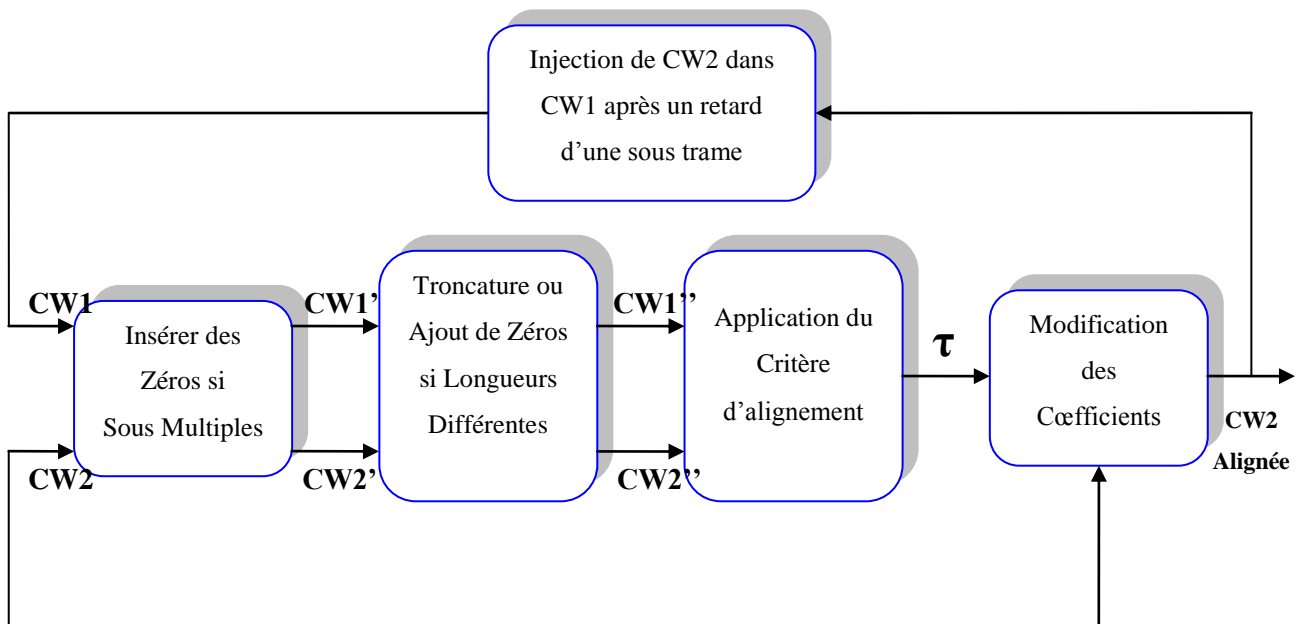 Injection de CW2 dans
CW1 après un retard
d’une sous trame
CW1
CW2
Insérer des
Zéros si
Sous Multiples
CW1’
CW2’
Troncature ou
Ajout de Zéros
si Longueurs
Différentes
CW1’’
CW2’’
Application du
Critère
d’alignement
τ
Modification
des
Cœfficients
CW2
Alignée